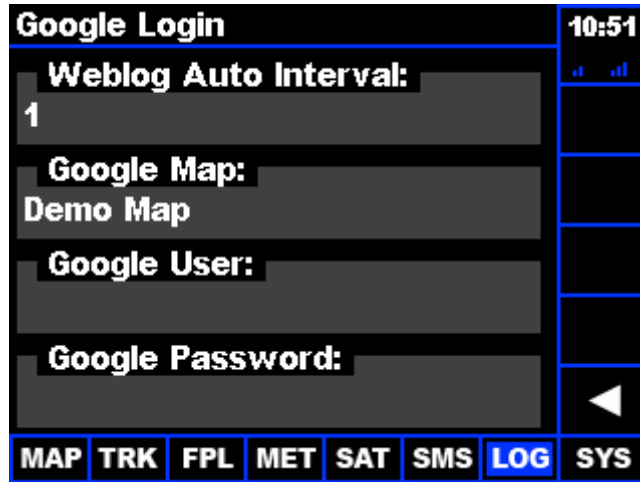 Google Login
10:51
Weblog Auto Interval:
1
Google Map:
Demo Map
Google User:
Google Password:
MAP TRK FPL MET SAT SMS LOG SYS